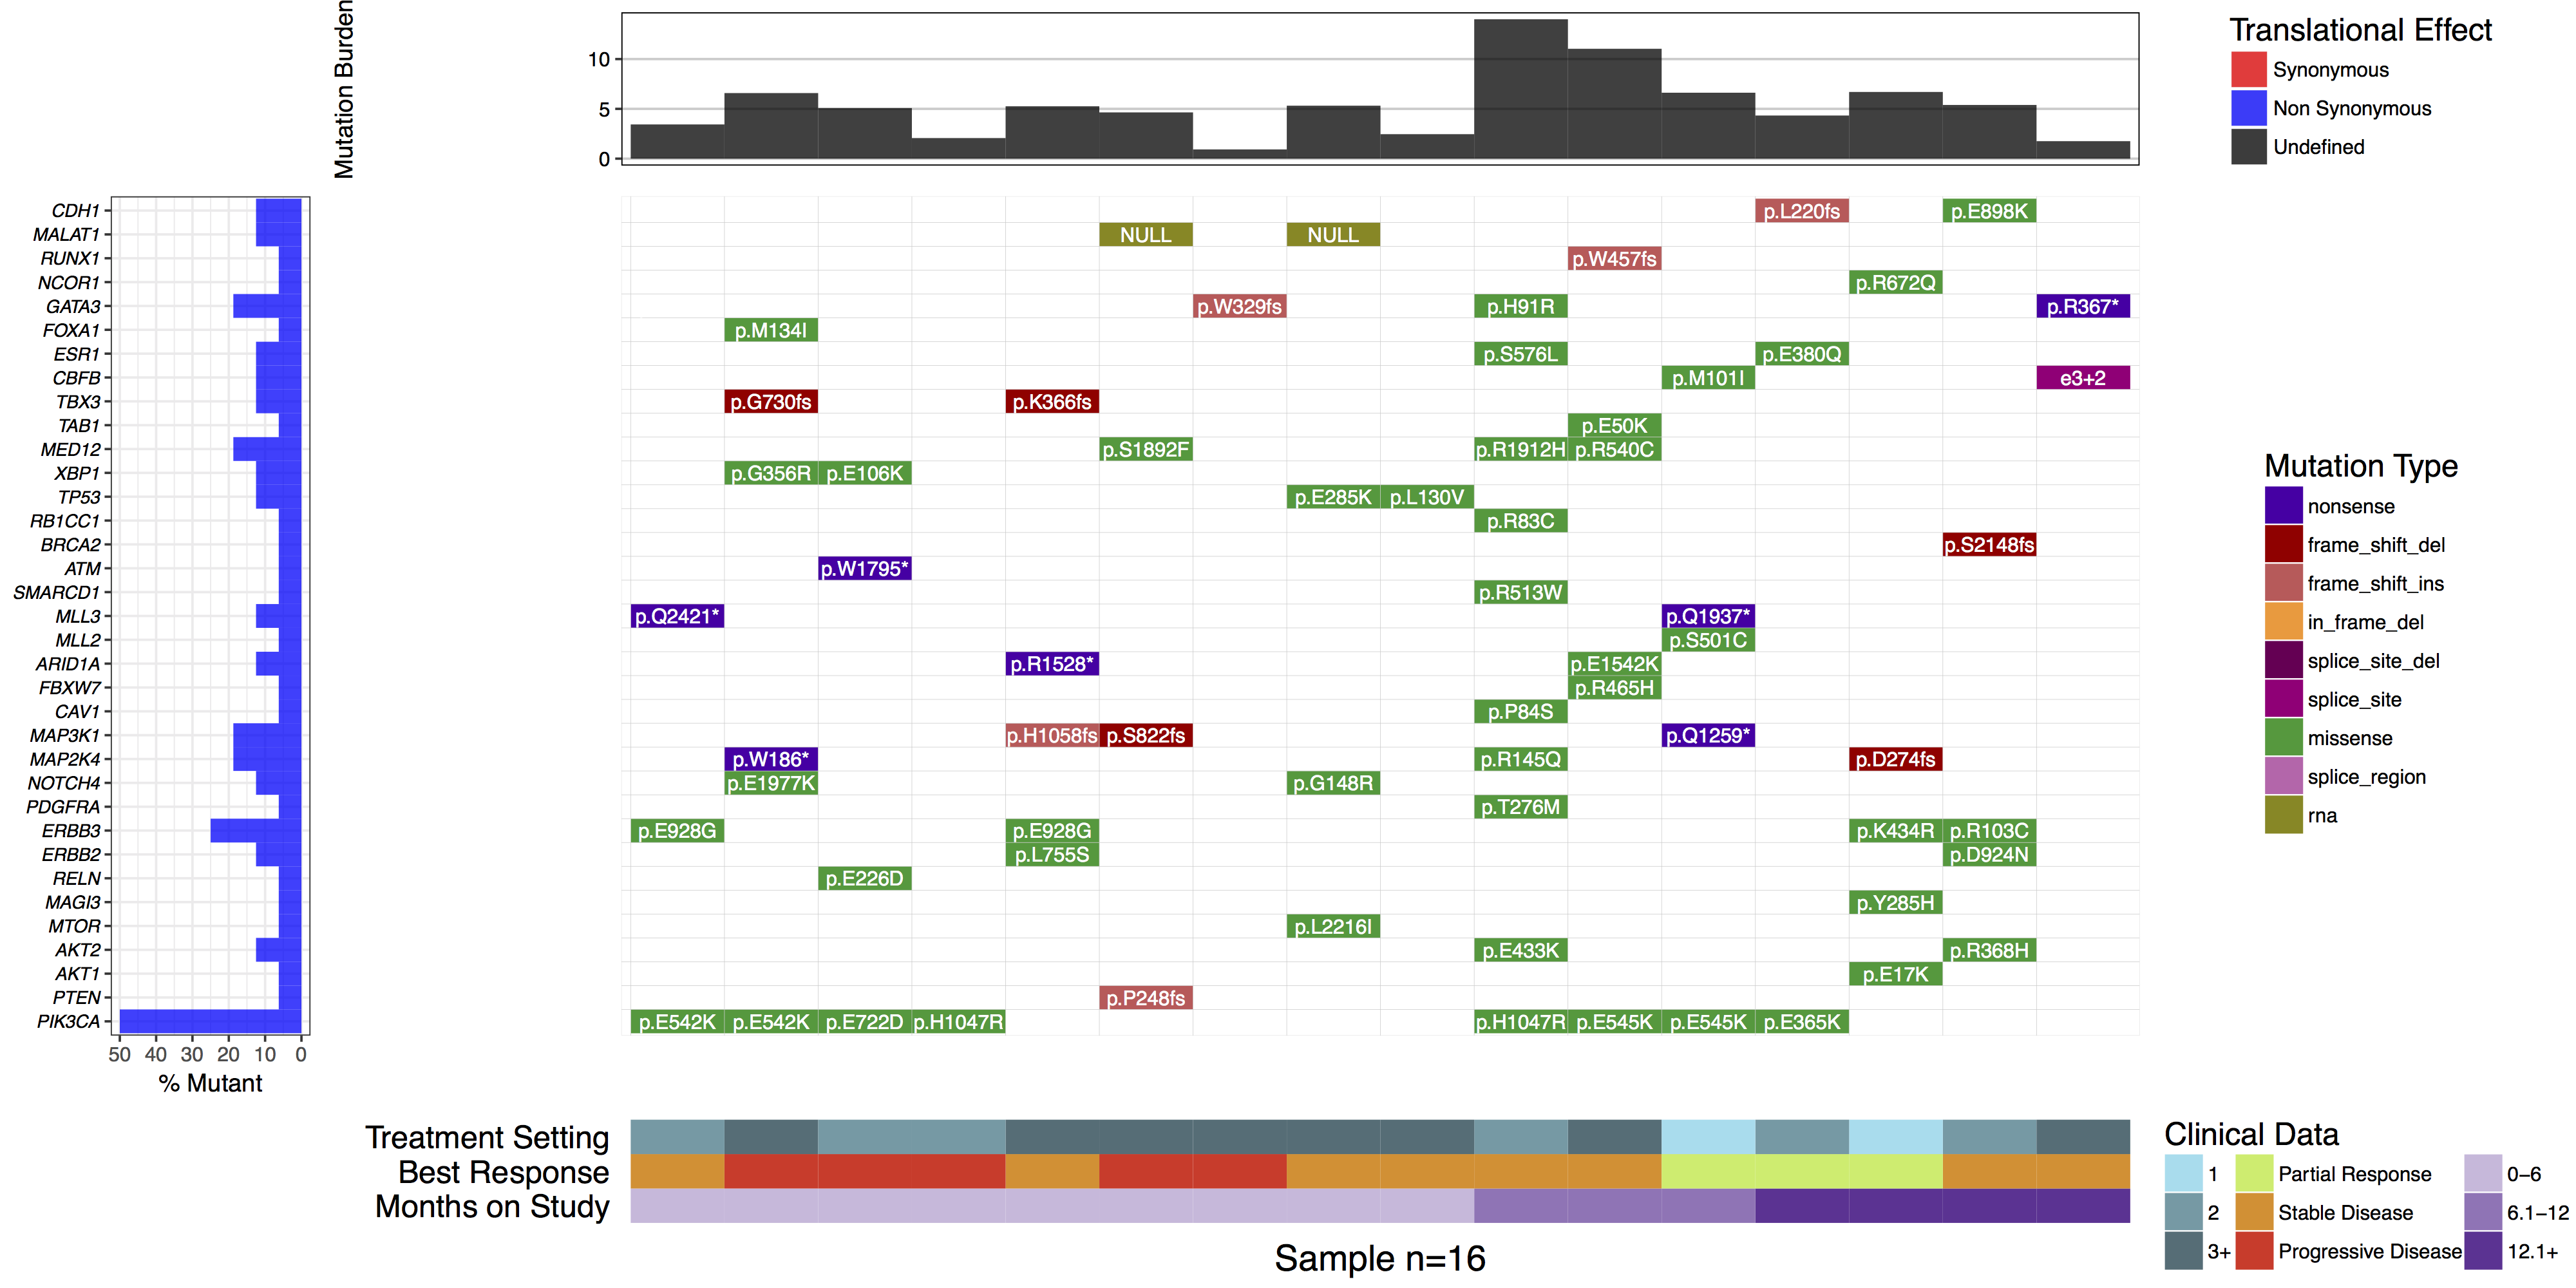 Mutation Burden
10
5
0
Translational Effect
Synonymous
Non Synonymous
Undefined
CDH1 p.L220fs p.E898K
MALAT1 NULL NULL
RUNX1 p.W457fs
NCOR1 p.R672Q
GATA3 p.W329fs p.H91R p.R367*
FOXA1 p.M134I
ESR1 p.S576L p.E380Q
CBFB p.M101I e3+2
TBX3 p.G730fs p.K366fs
TAB1 p.E50K
MED12 p.S1892F p.R1912H p.R540C
XBP1 p.G356R p.E106K
TP53 p.E285K p.L130V
RB1CC1 p.R83C
BRCA2 p.S2148fs
ATM p.W1795*
SMARCD1 p.R513W
MLL3 p.Q2421* p.Q1937*
MLL2 p.S501C
ARID1A p.R1528* p.E1542K
FBXW7 p.R465H
CAV1 p.P84S
MAP3K1 p.H1058fs p.S822fs p.Q1259*
MAP2K4 p.W186* p.R145Q p.D274fs
NOTCH4 p.E1977K p.G148R
PDGFRA p.T276M
ERBB3 p.E928G p.E928G p.K434R p.R103C
ERBB2 p.L755S p.D924N
RELN p.E226D
MAGI3 p.Y285H
MTOR p.L2216I
AKT2 p.E433K p.R368H
AKT1 p.E17K
PTEN p.P248fs
PIK3CA p.E542K p.E542K p.E722D p.H1047R p.H1047R p.E545K p.E545K p.E365K
50 40 30 20 10 0
% Mutant
Mutation Type
nonsense
frame_shift_del
frame_shift_ins
in_frame_del
splice_site_del
splice_site
missense
splice_region
rna
Treatment Setting
Best Response
Months on Study
Sample n=16
Clinical Data
1 Partial Response 0–6
2 Stable Disease 6.1–12
3+ Progressive Disease 12.1+